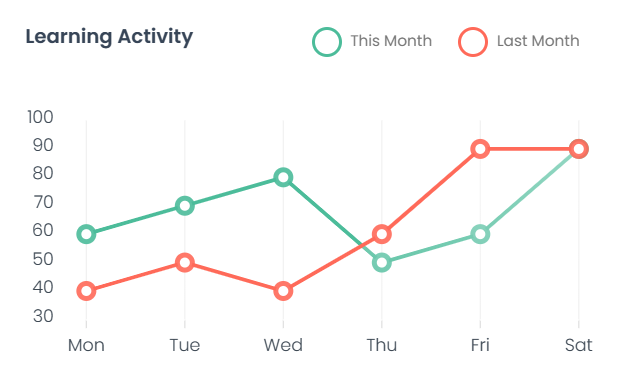 Learning Activity
This Month
Last Month
100
90
80
70
60
50
40
30
Mon
Tue
Wed
Thu
Fri
Sat